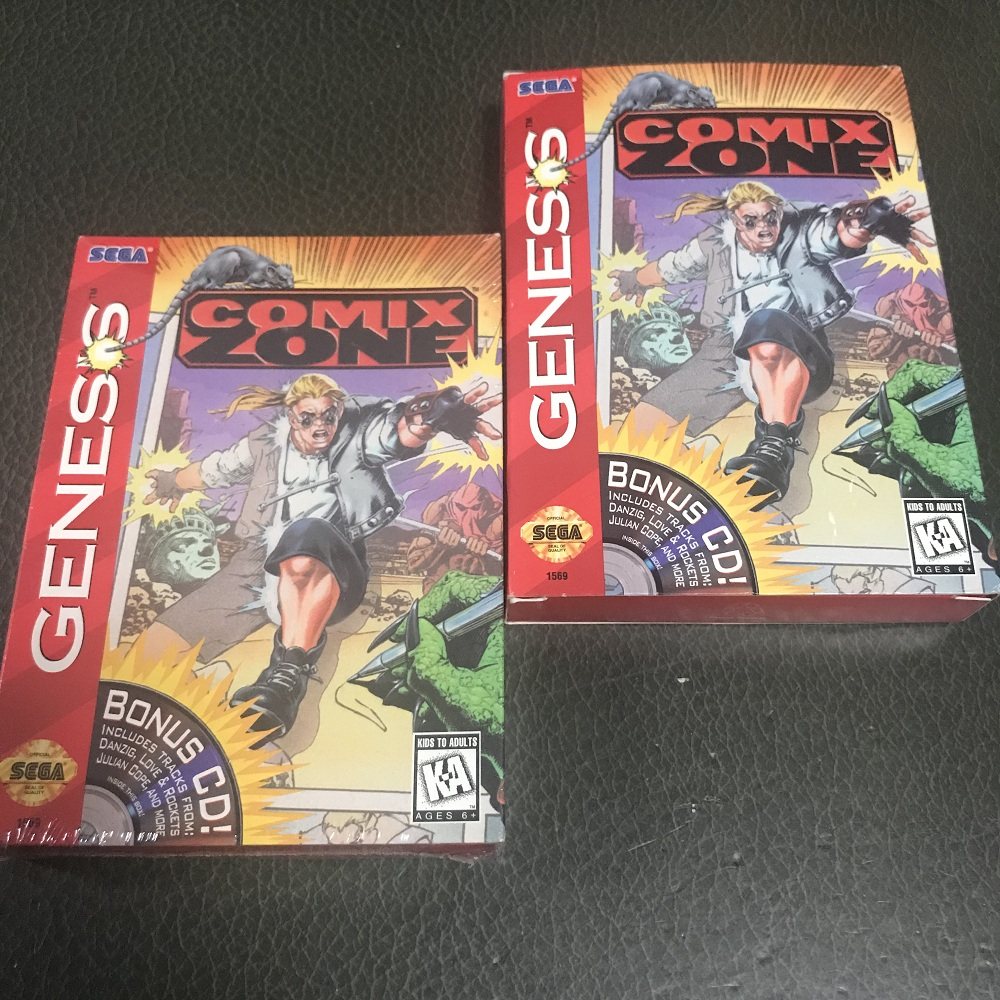 SEGA
GENESIS™
COMIX
ZONE
BONUS CD!
INCLUDES TRACKS FROM:
DANZIG, LOVE & ROCKETS
JULIAN COPE, AND MORE
INSIDE THIS BOX!
OFFICIAL
SEGA
SEAL OF
QUALITY
1569
KIDS TO ADULTS
K-A
AGES 6+
SEGA
GENESIS™
COMIX
ZONE
BONUS CD!
INCLUDES TRACKS FROM:
DANZIG, LOVE & ROCKETS
JULIAN COPE, AND MORE
INSIDE THIS BOX!
OFFICIAL
SEGA
SEAL OF
QUALITY
1569
KIDS TO ADULTS
K-A
AGES 6+